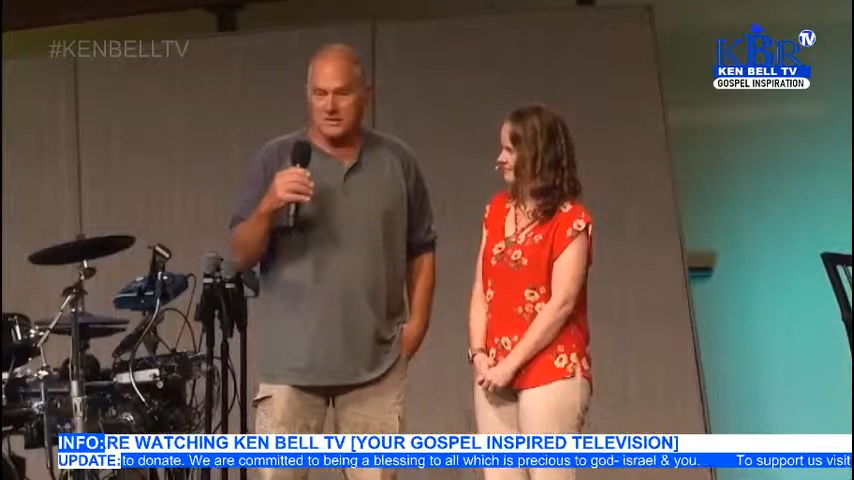 #KENBELLTV
KBR TV
KEN BELL TV
GOSPEL INSPIRATION
INFO:RE WATCHING KEN BELL TV [YOUR GOSPEL INSPIRED TELEVISION]
UPDATE: to donate. We are committed to being a blessing to all which is precious to god- israel & you. To support us visit